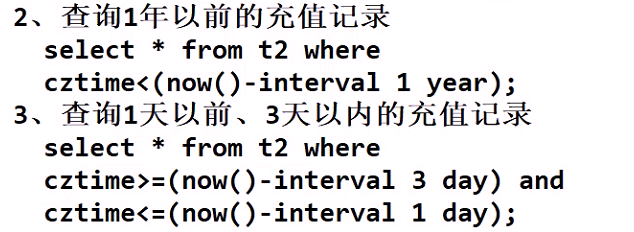 2、查询1年以前的充值记录
select * from t2 where
cztime<(now()-interval 1 year);
3、查询1天以前、3天以内的充值记录
select * from t2 where
cztime>=(now()-interval 3 day) and
cztime<=(now()-interval 1 day);